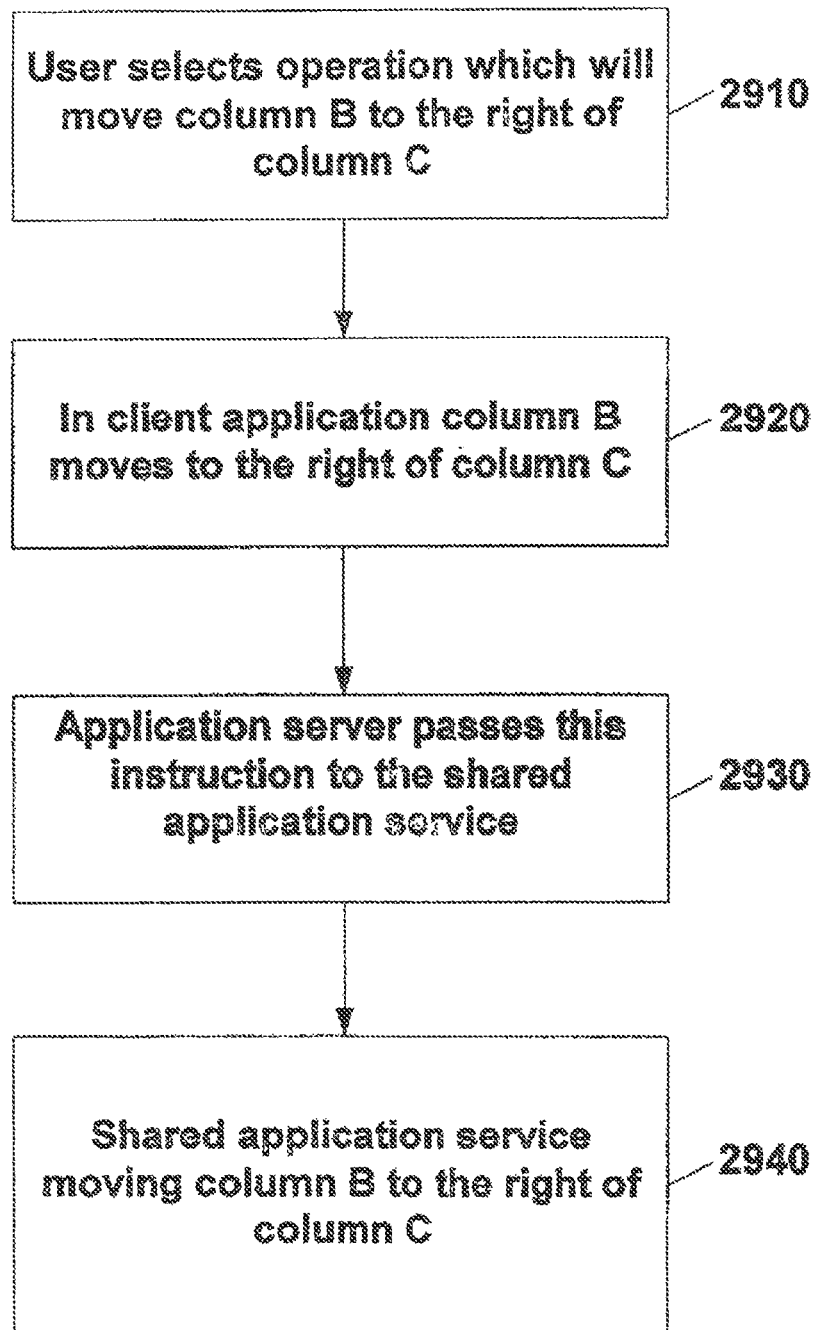 User selects operation which will
move column B to the right of
column C
2910
In client application column B
moves to the right of column C
2920
Application server passes this
instruction to the shared
application service
2930
Shared application service
moving column B to the right of
column C
2940